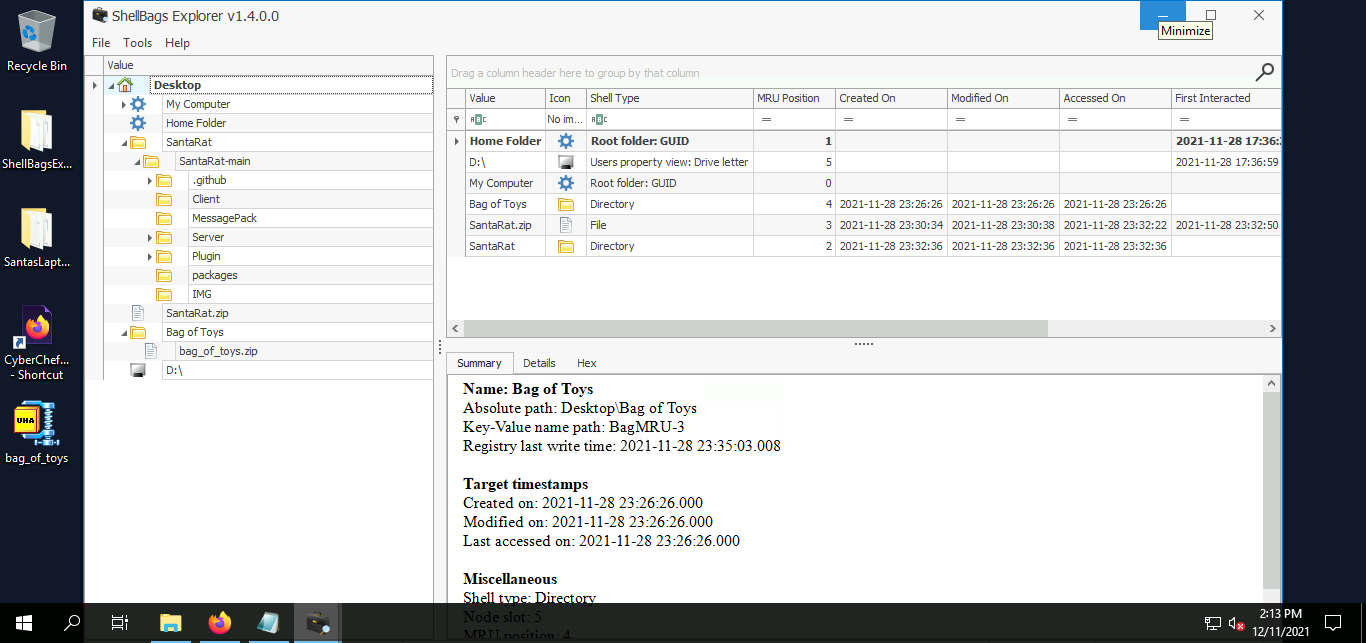 Recycle Bin
ShellBagsEx...
SantasLapt...
CyberChef...
- Shortcut
UHA
bag_of_toys
ShellBags Explorer v1.4.0.0
Minimize
File Tools Help
Value
Desktop
My Computer
Home Folder
SantaRat
SantaRat-main
.github
Client
MessagePack
Server
Plugin
packages
IMG
SantaRat.zip
Bag of Toys
bag_of_toys.zip
D:\
Drag a column header here to group by that column
Value Icon Shell Type MRU Position Created On Modified On Accessed On First Interacted
ABC No im... ABC = = = = =
Home Folder Root folder: GUID 1 2021-11-28 17:36:
D:\ Users property view: Drive letter 5 2021-11-28 17:36:59
My Computer Root folder: GUID 0
Bag of Toys Directory 4 2021-11-28 23:26:26 2021-11-28 23:26:26 2021-11-28 23:26:26
SantaRat.zip File 3 2021-11-28 23:30:34 2021-11-28 23:30:38 2021-11-28 23:32:22 2021-11-28 23:32:50
SantaRat Directory 2 2021-11-28 23:32:36 2021-11-28 23:32:36 2021-11-28 23:32:36
Summary Details Hex
Name: Bag of Toys
Absolute path: Desktop\Bag of Toys
Key-Value name path: BagMRU-3
Registry last write time: 2021-11-28 23:35:03.008
Target timestamps
Created on: 2021-11-28 23:26:26.000
Modified on: 2021-11-28 23:26:26.000
Last accessed on: 2021-11-28 23:26:26.000
Miscellaneous
Shell type: Directory
Node slot: 5
MRU position: 4
2:13 PM
12/11/2021